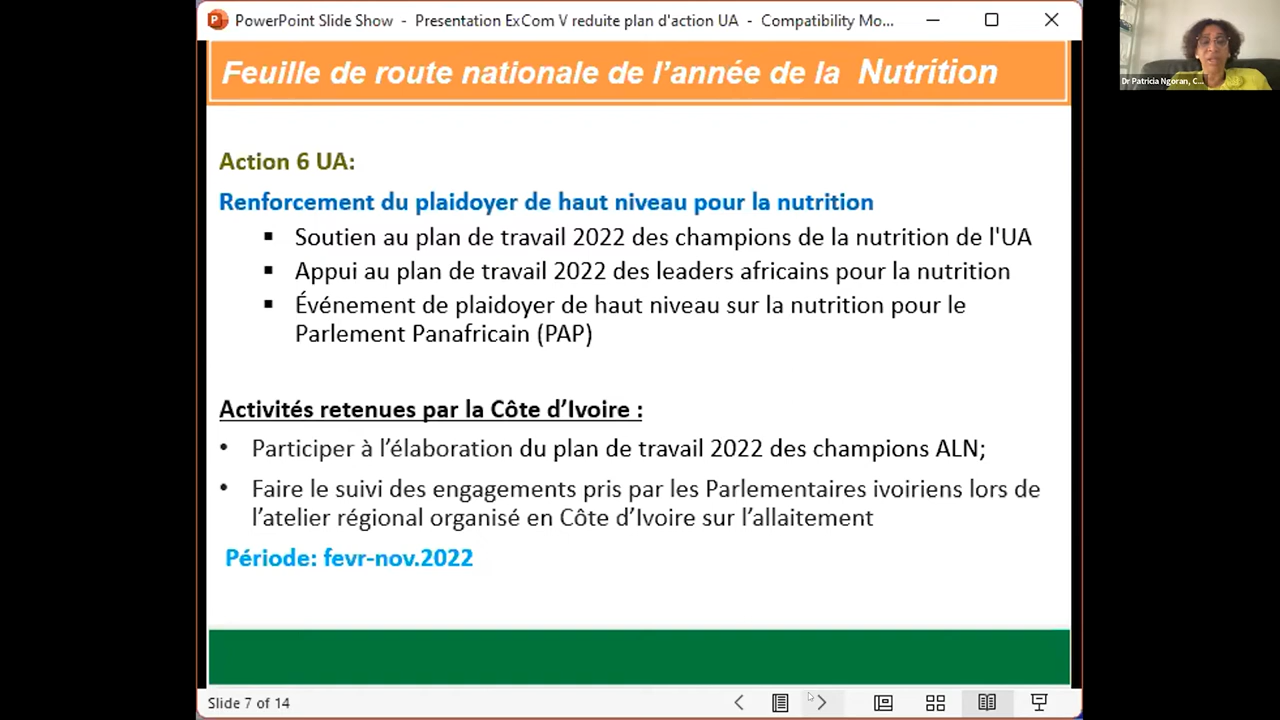 PowerPoint Slide Show - Presentation ExCom V reduite plan d'action UA - Compatibility Mo...
Dr Patricia Ngoran, C...
Feuille de route nationale de l’année de la Nutrition
Action 6 UA:
Renforcement du plaidoyer de haut niveau pour la nutrition
▪ Soutien au plan de travail 2022 des champions de la nutrition de l'UA
▪ Appui au plan de travail 2022 des leaders africains pour la nutrition
▪ Événement de plaidoyer de haut niveau sur la nutrition pour le
Parlement Panafricain (PAP)
Activités retenues par la Côte d’Ivoire :
• Participer à l’élaboration du plan de travail 2022 des champions ALN;
• Faire le suivi des engagements pris par les Parlementaires ivoiriens lors de
l’atelier régional organisé en Côte d’Ivoire sur l’allaitement
Période: fevr-nov.2022
Slide 7 of 14